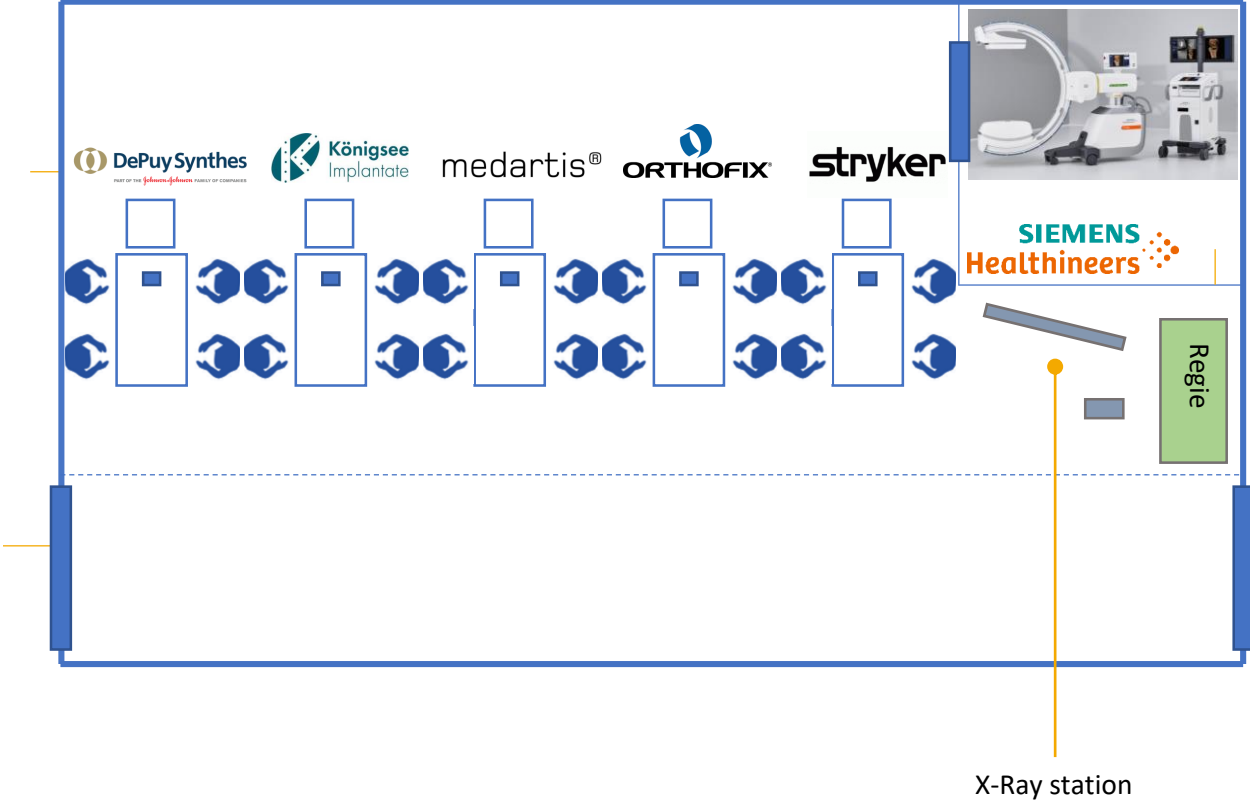 DePuy Synthes
PART OF THE Johnson&Johnson FAMILY OF COMPANIES
Königsee
Implantate
medartis®
ORTHOFIX®
stryker
SIEMENS
Healthineers
Regie
X-Ray station